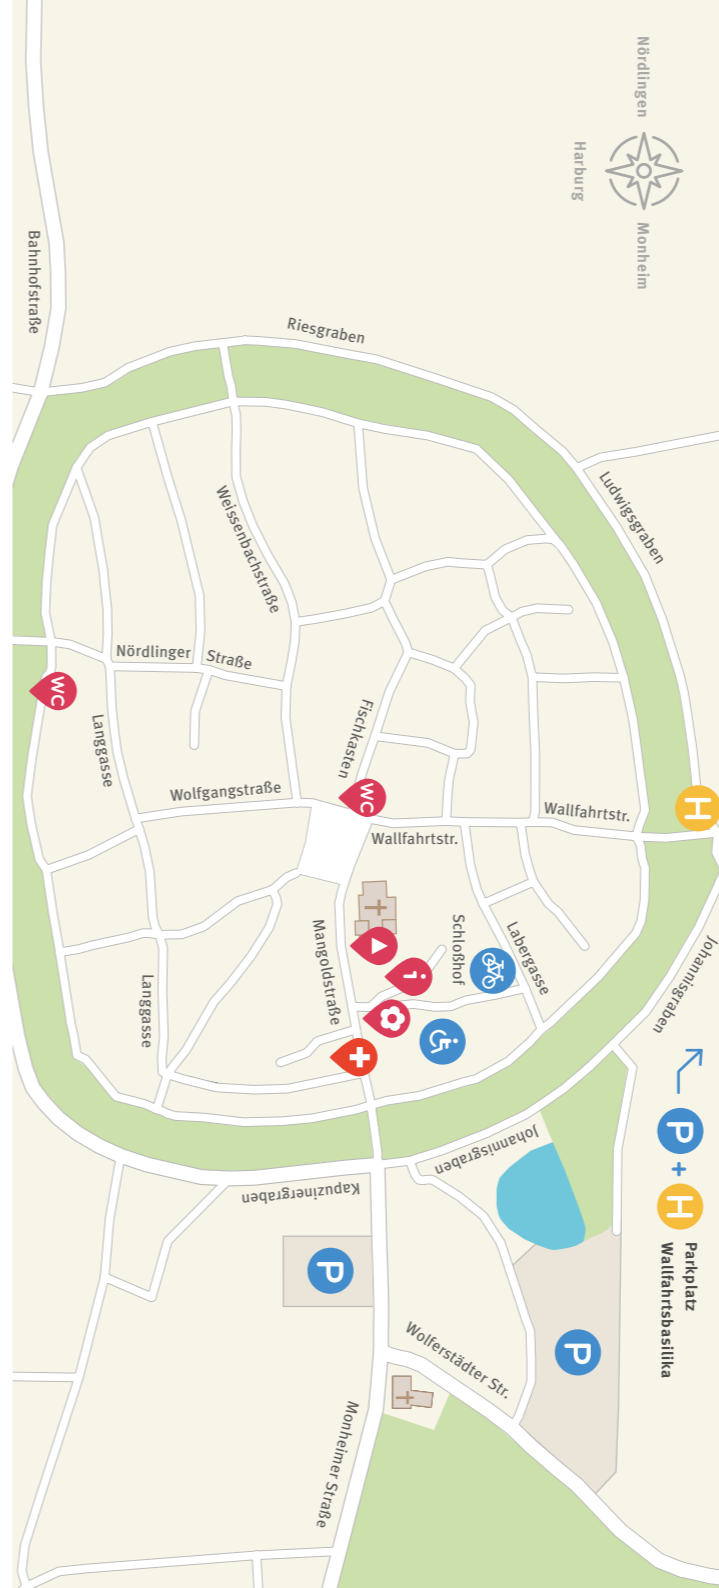 Nördlingen
Harburg
Monheim
Bahnhofstraße
Riesgraben
Ludwigsgraben
Weissenbachstraße
Nördlinger Straße
WC
Langgasse
Fischkasten
Wolfgangstraße
WC
Wallfahrtstr.
H
Wallfahrtstr.
Mangoldstraße
Schloßhof
Labergasse
Johannisgraben
i
Langgasse
P + H
Parkplatz
Wallfahrtsbasilika
Johannisgraben
Kapuzinergraben
P
P
Wolferstädter Str.
Monheimer Straße